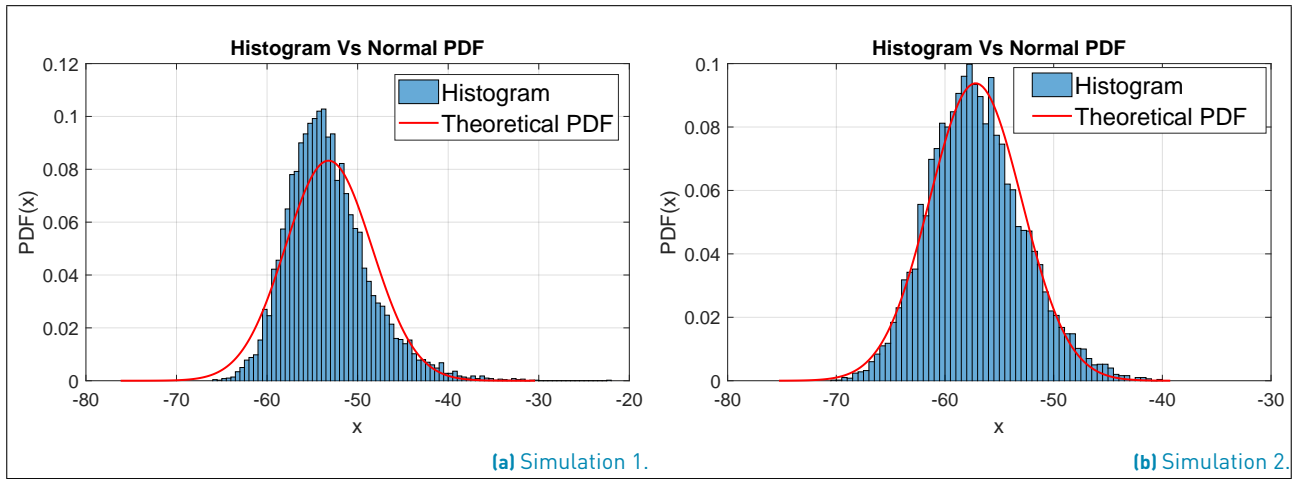 Histogram Vs Normal PDF
0.12
0.1
0.08
0.06
0.04
0.02
0
PDF(x)
-80
-70
-60
-50
-40
-30
-20
x
Histogram
Theoretical PDF
(a) Simulation 1.
Histogram Vs Normal PDF
0.1
0.08
0.06
0.04
0.02
0
PDF(x)
-80
-70
-60
-50
-40
-30
x
Histogram
Theoretical PDF
(b) Simulation 2.